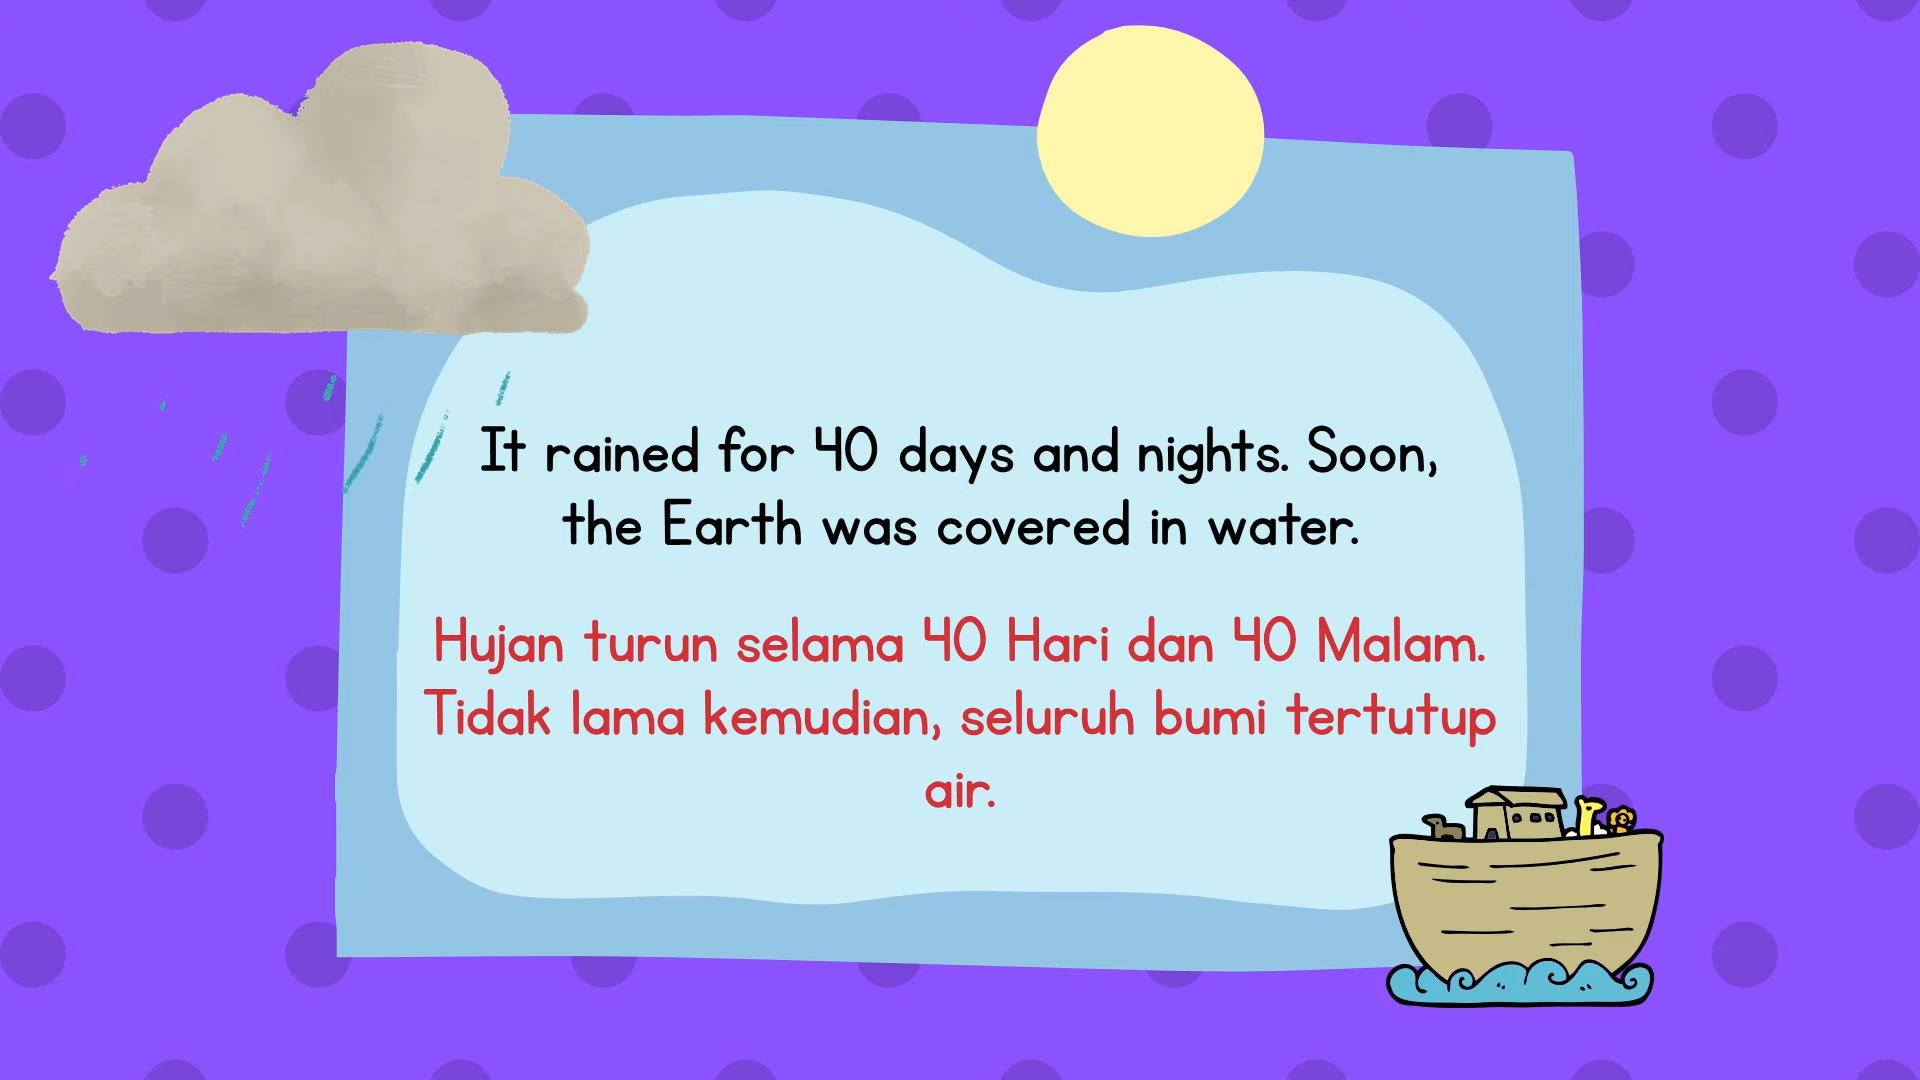 It rained for 40 days and nights. Soon,
the Earth was covered in water.
Hujan turun selama 40 Hari dan 40 Malam.
Tidak lama kemudian, seluruh bumi tertutup
air.